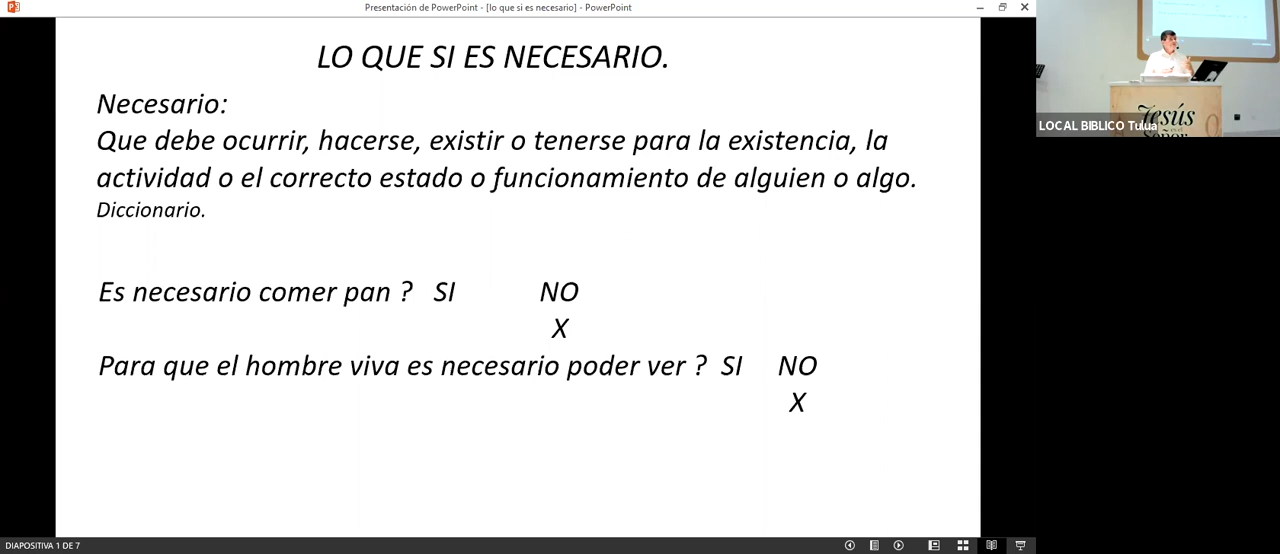 Presentación de PowerPoint - [lo que si es necesario] - PowerPoint
LO QUE SI ES NECESARIO.
Necesario:
Que debe ocurrir, hacerse, existir o tenerse para la existencia, la
actividad o el correcto estado o funcionamiento de alguien o algo.
Diccionario.
Es necesario comer pan ? SI NO
X
Para que el hombre viva es necesario poder ver ? SI NO
X
Jesús
es el
Señor
LOCAL BIBLICO Tulua
DIAPOSITIVA 1 DE 7